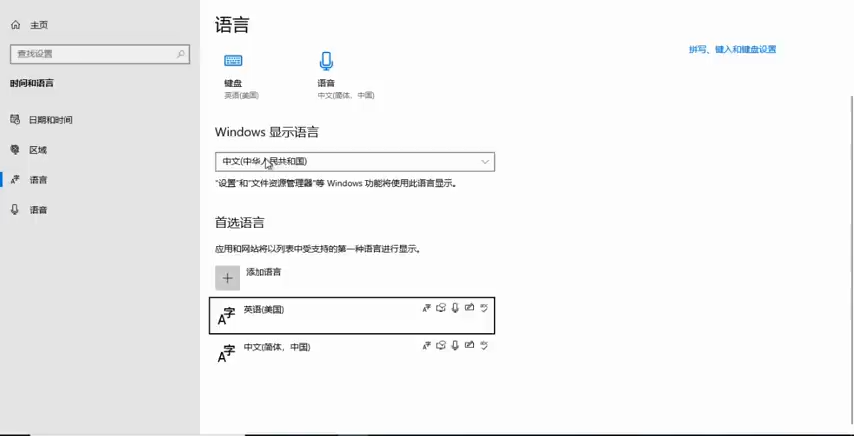 主页
查找设置
时间和语言
日期和时间
区域
语言
语音
语言
键盘
英语(美国)
语音
中文(简体，中国)
拼写、键入和键盘设置
Windows 显示语言
中文(中华人民共和国)
"设置"和"文件资源管理器"等 Windows 功能将使用此语言显示。
首选语言
应用和网站将以列表中受支持的第一种语言进行显示。
添加语言
英语(美国)
中文(简体，中国)